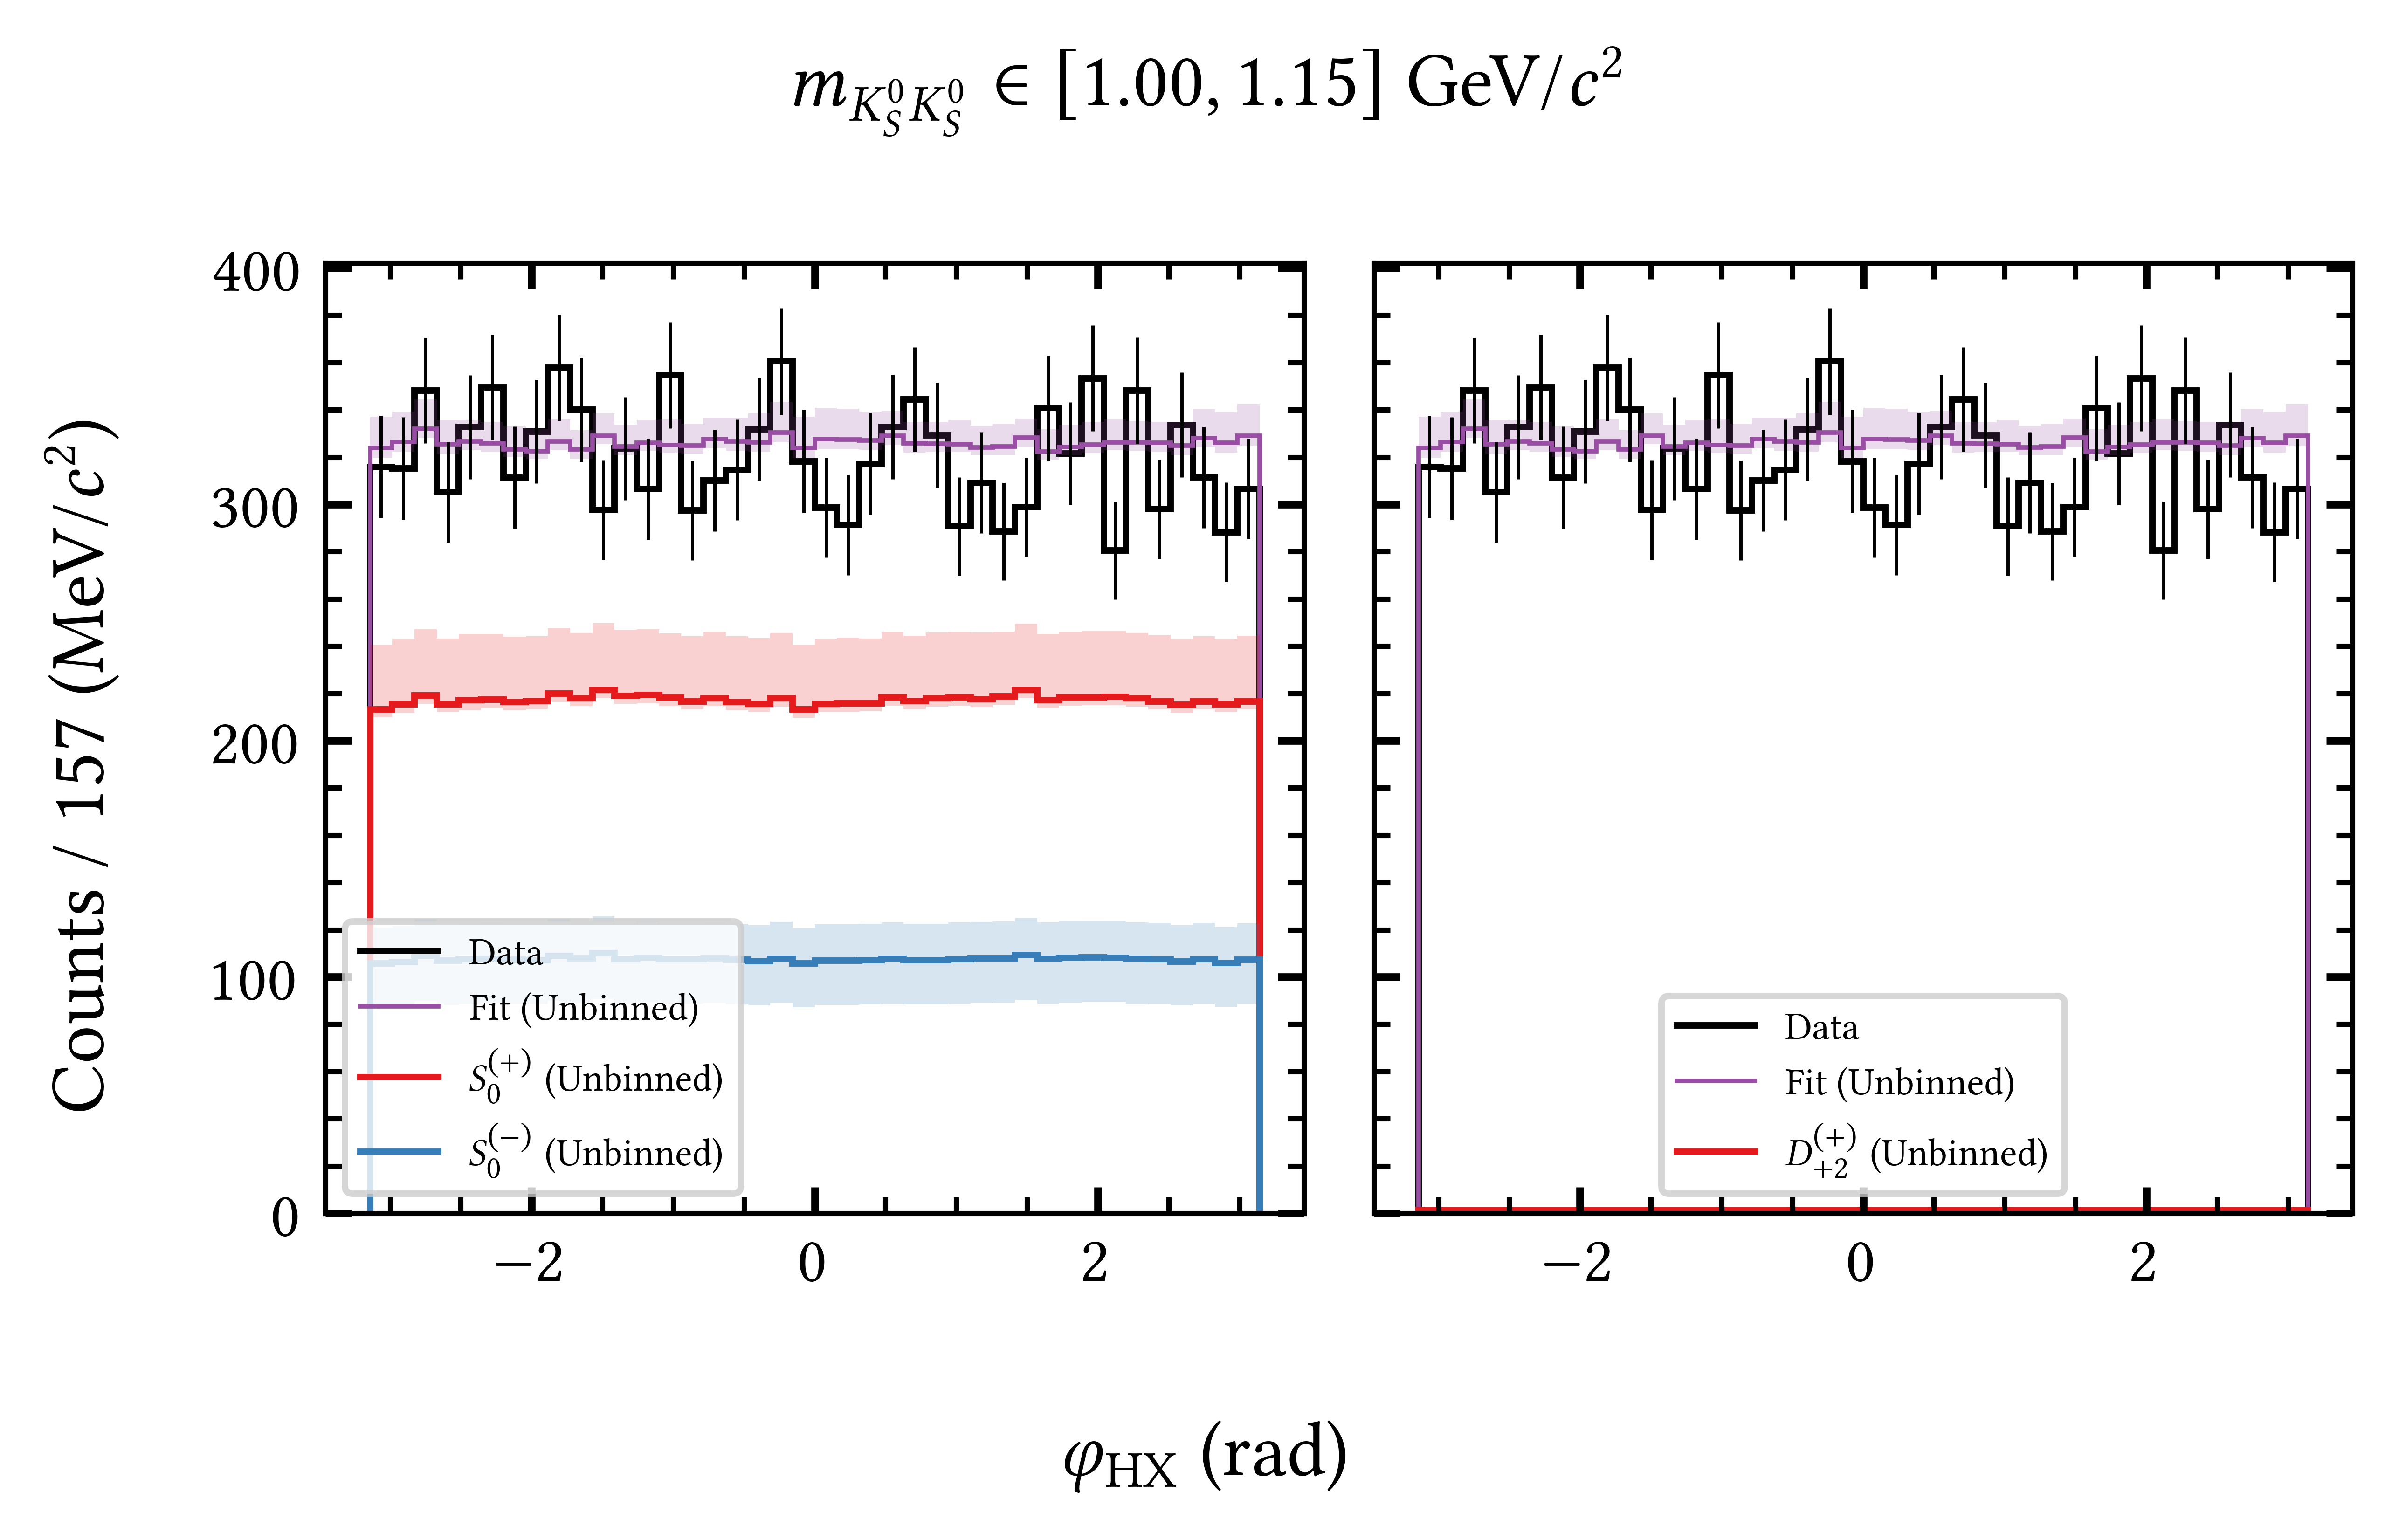 m_{K_S^0 K_S^0} ∈ [1.00, 1.15] GeV/c²
Counts / 157 (MeV/c²)
400
300
200
100
0
Data
Fit (Unbinned)
S_0^{(+)} (Unbinned)
S_0^{(−)} (Unbinned)
Data
Fit (Unbinned)
D_{+2}^{(+)} (Unbinned)
−2 0 2
−2 0 2
φ_{HX} (rad)